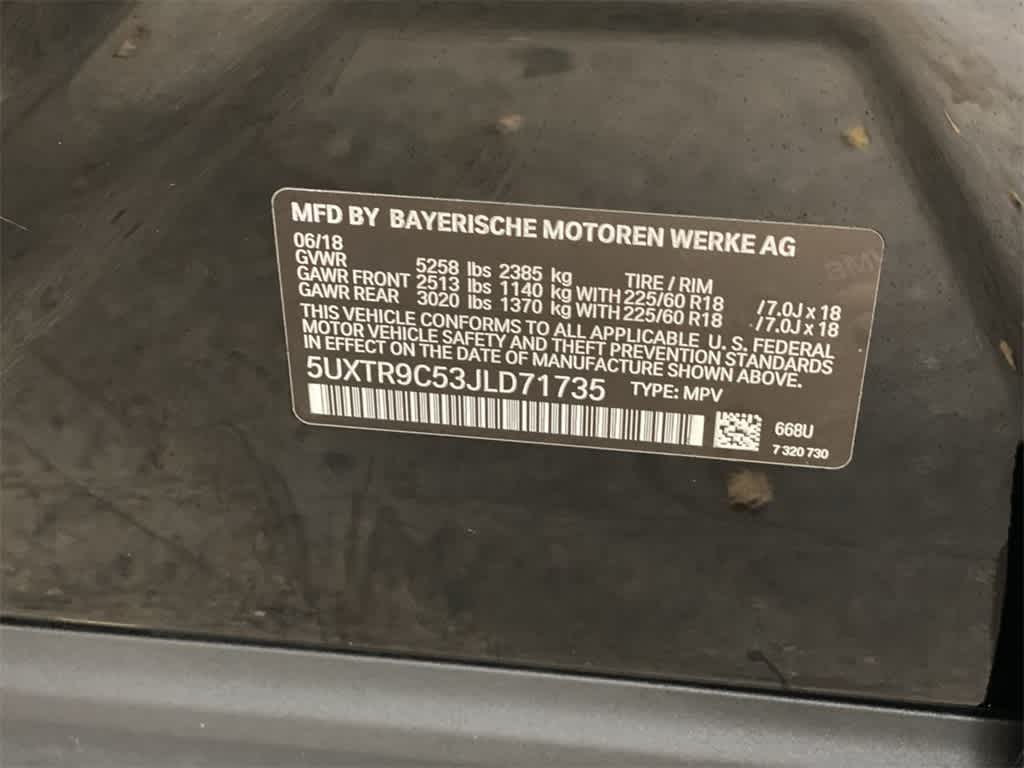 MFD BY BAYERISCHE MOTOREN WERKE AG
06/18
GVWR 5258 lbs 2385 kg TIRE / RIM
GAWR FRONT 2513 lbs 1140 kg WITH 225/60 R18 /7.0J x 18
GAWR REAR 3020 lbs 1370 kg WITH 225/60 R18 /7.0J x 18
THIS VEHICLE CONFORMS TO ALL APPLICABLE U. S. FEDERAL
MOTOR VEHICLE SAFETY AND THEFT PREVENTION STANDARDS
IN EFFECT ON THE DATE OF MANUFACTURE SHOWN ABOVE.
5UXTR9C53JLD71735 TYPE: MPV
668U
7 320 730